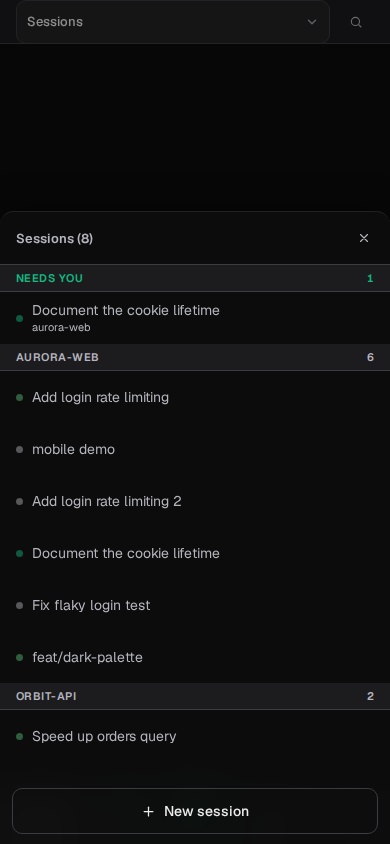 Sessions
Sessions (8)
NEEDS YOU 1
Document the cookie lifetime
aurora-web
AURORA-WEB 6
Add login rate limiting
mobile demo
Add login rate limiting 2
Document the cookie lifetime
Fix flaky login test
feat/dark-palette
ORBIT-API 2
Speed up orders query
+ New session